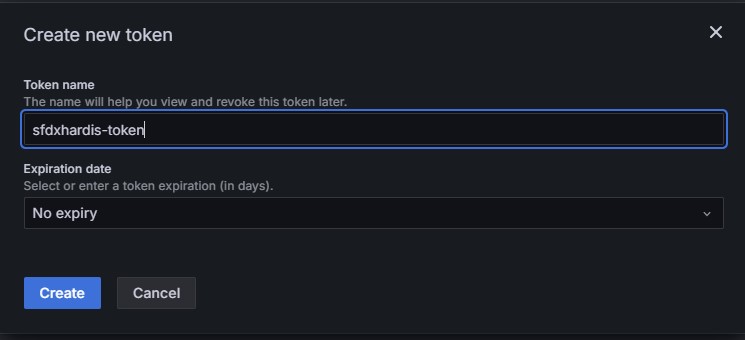 Create new token
Token name
The name will help you view and revoke this token later.
sfdxhardis-token
Expiration date
Select or enter a token expiration (in days).
No expiry
Create
Cancel